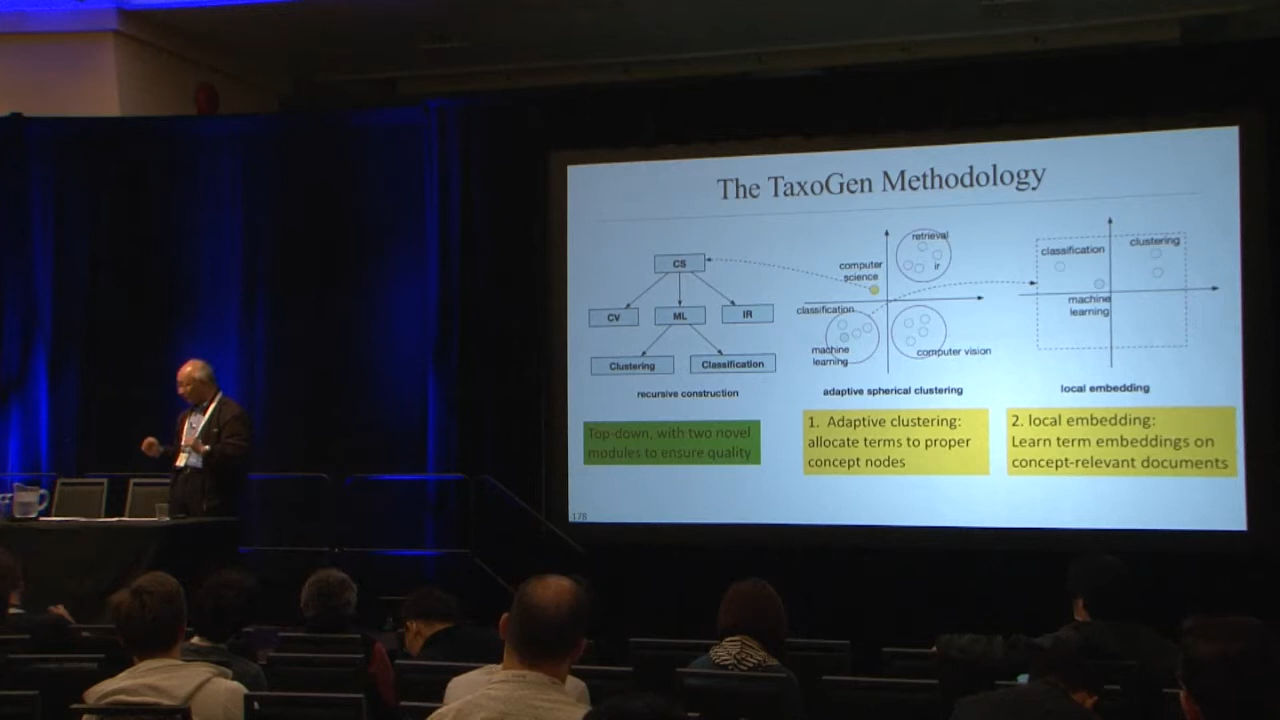 The TaxoGen Methodology
CS
CV
ML
IR
Clustering
Classification
recursive construction
Top-down, with two novel
modules to ensure quality
retrieval
ir
computer
science
classification
machine
learning
computer vision
adaptive spherical clustering
1. Adaptive clustering:
allocate terms to proper
concept nodes
classification
clustering
machine
learning
local embedding
2. local embedding:
Learn term embeddings on
concept-relevant documents
178